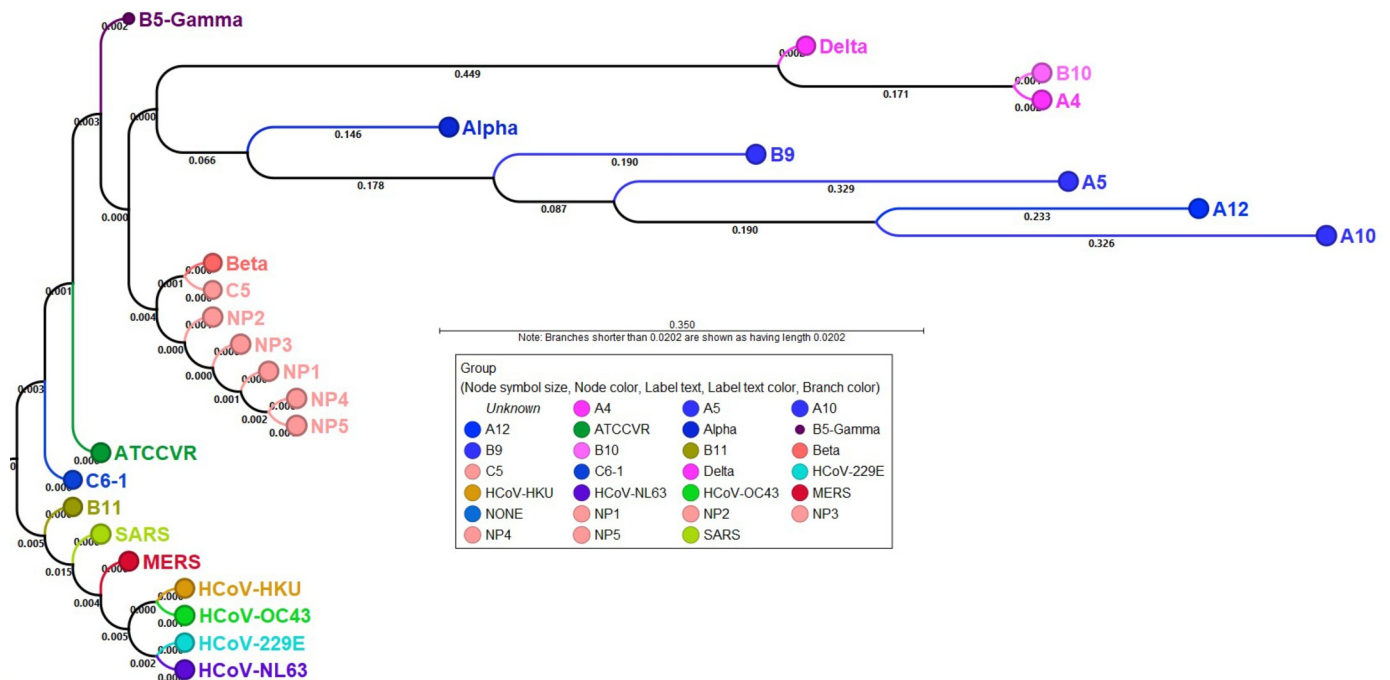 B5-Gamma
0.002
Delta
0.449
B10
0.171
A4
0.003
0.000
Alpha
0.146
0.066
B9
0.190
0.178
A5
0.329
0.087
A12
0.233
0.190
A10
0.326
0.000
Beta
0.001
C5
0.001
0.004
NP2
0.000
NP3
0.000
NP1
0.001
NP4
0.002
NP5
0.350
Note: Branches shorter than 0.0202 are shown as having length 0.0202
0.003
ATCCVR
0
C6-1
B11
0.005
SARS
0.015
MERS
0.004
HCoV-HKU
0.000
HCoV-OC43
0.005
HCoV-229E
0.002
HCoV-NL63
Group
(Node symbol size, Node color, Label text, Label text color, Branch color)
Unknown A4 A5 A10
A12 ATCCVR Alpha B5-Gamma
B9 B10 B11 Beta
C5 C6-1 Delta HCoV-229E
HCoV-HKU HCoV-NL63 HCoV-OC43 MERS
NONE NP1 NP2 NP3
NP4 NP5 SARS